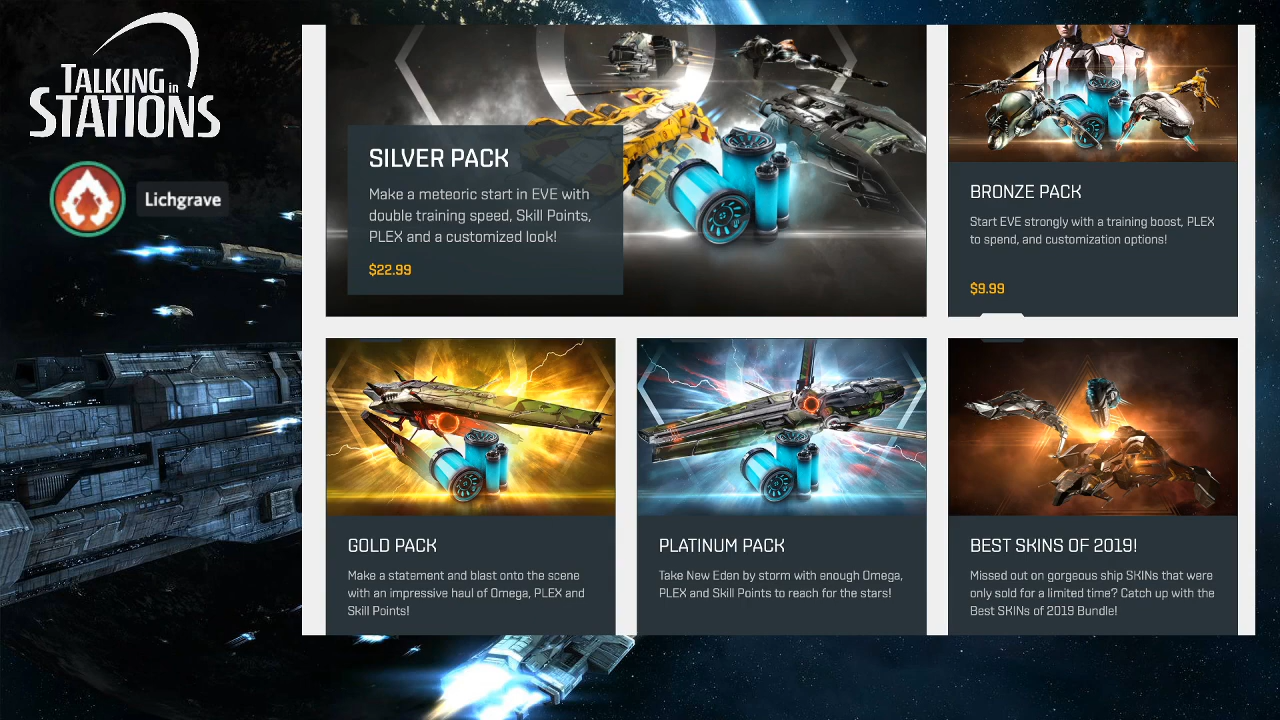 TALKING in
STATIONS
Lichgrave
SILVER PACK
Make a meteoric start in EVE with
double training speed, Skill Points,
PLEX and a customized look!
$22.99
BRONZE PACK
Start EVE strongly with a training boost, PLEX
to spend, and customization options!
$9.99
GOLD PACK
Make a statement and blast onto the scene
with an impressive haul of Omega, PLEX and
Skill Points!
PLATINUM PACK
Take New Eden by storm with enough Omega,
PLEX and Skill Points to reach for the stars!
BEST SKINS OF 2019!
Missed out on gorgeous ship SKINs that were
only sold for a limited time? Catch up with the
Best SKINs of 2019 Bundle!